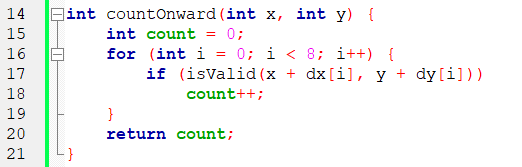 14 int countOnward(int x, int y) {
15     int count = 0;
16     for (int i = 0; i < 8; i++) {
17         if (isValid(x + dx[i], y + dy[i]))
18             count++;
19     }
20     return count;
21 }